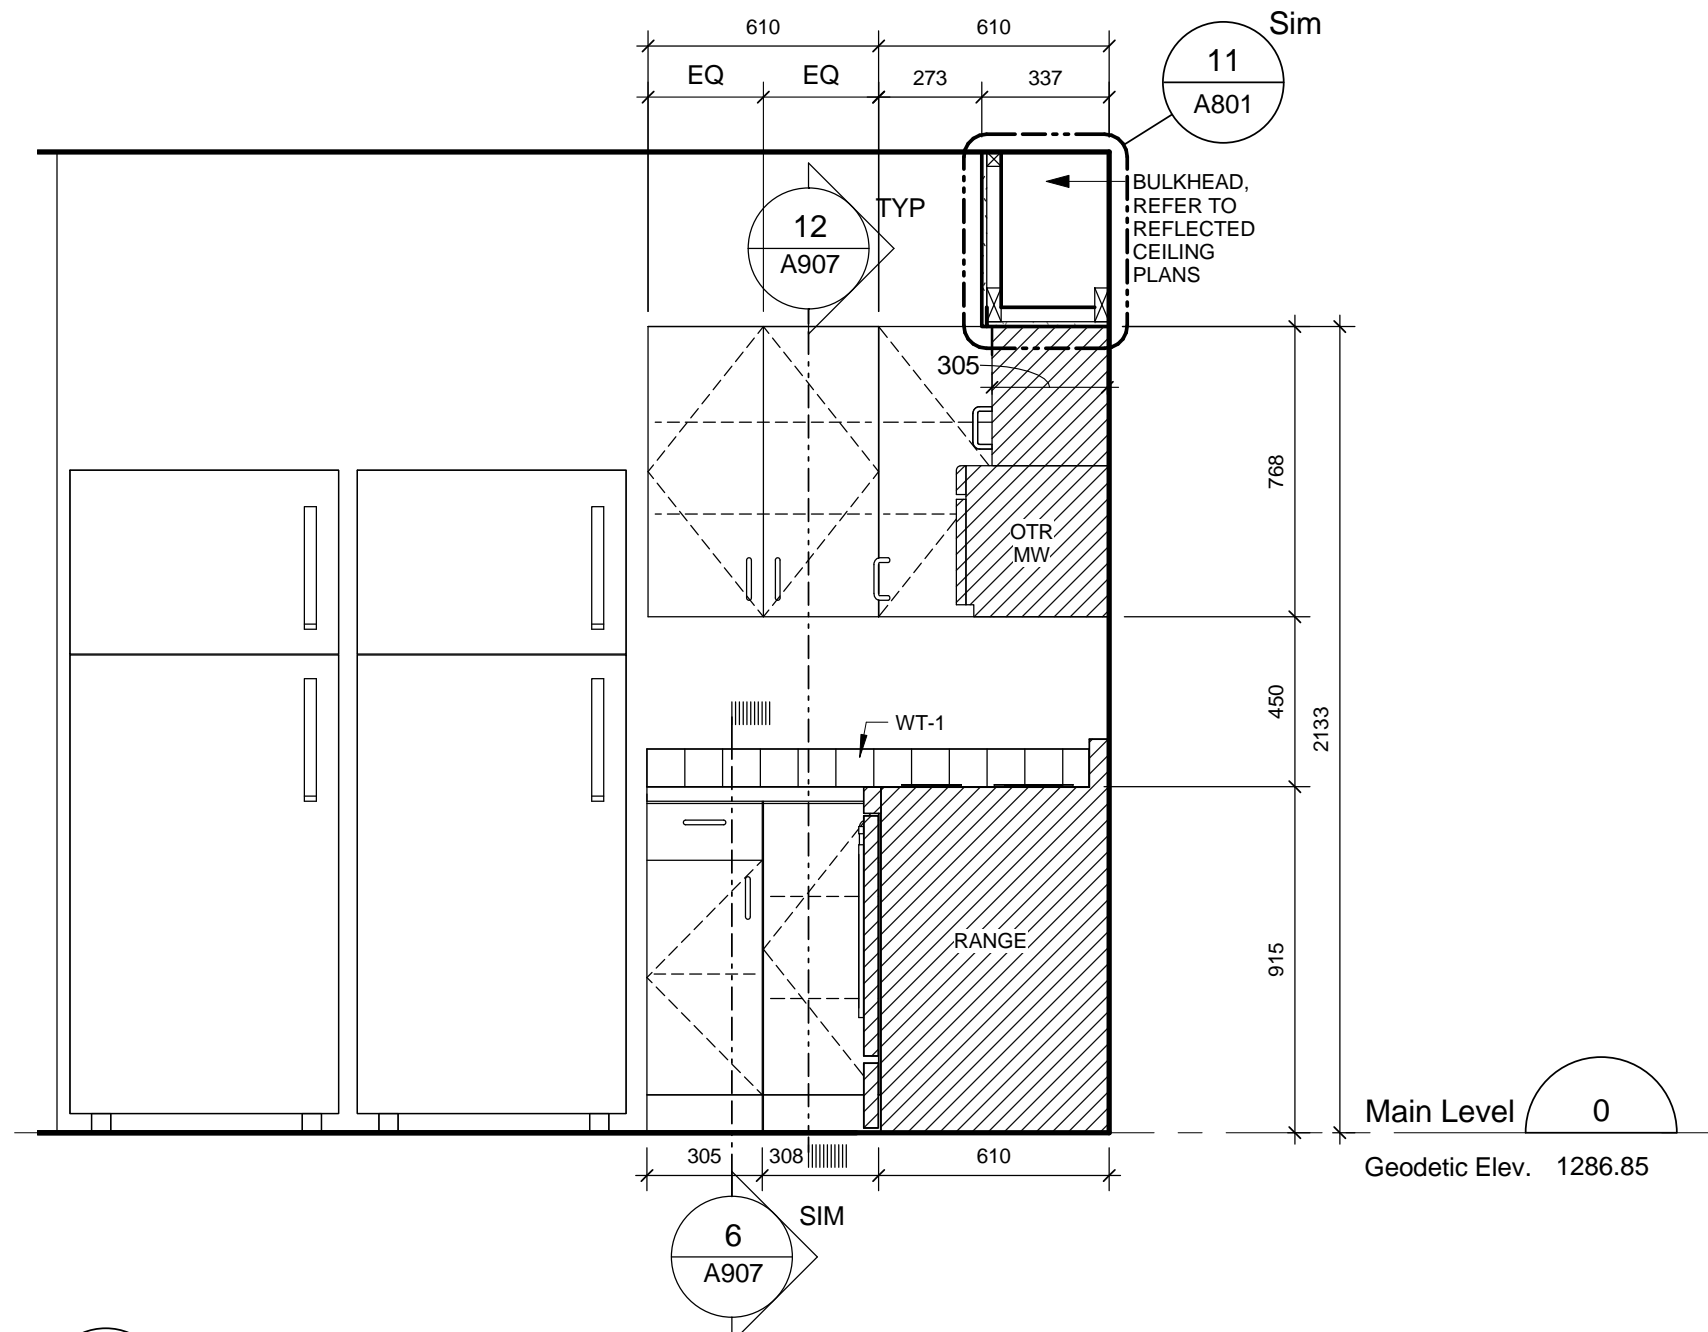 610
610
Sim
EQ
EQ
273
337
11
A801
BULKHEAD,
REFER TO
REFLECTED
CEILING
PLANS
TYP
12
A907
305
768
OTR
MW
450
2133
WT-1
915
RANGE
Main Level
0
Geodetic Elev.
1286.85
305
308
610
SIM
6
A907